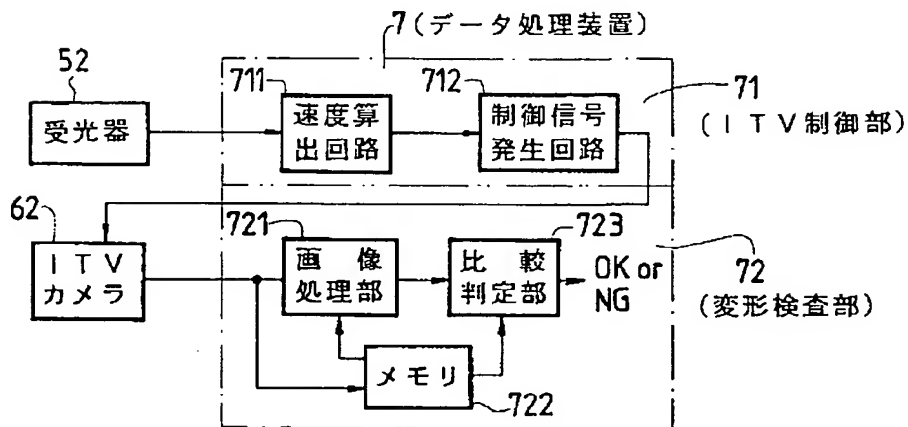 7(データ処理装置)
52
受光器
711
速度算
出回路
712
制御信号
発生回路
71
(ITV制御部)
62
ITV
カメラ
721
画像
処理部
723
比較
判定部
OK or
NG
72
(変形検査部)
メモリ
722